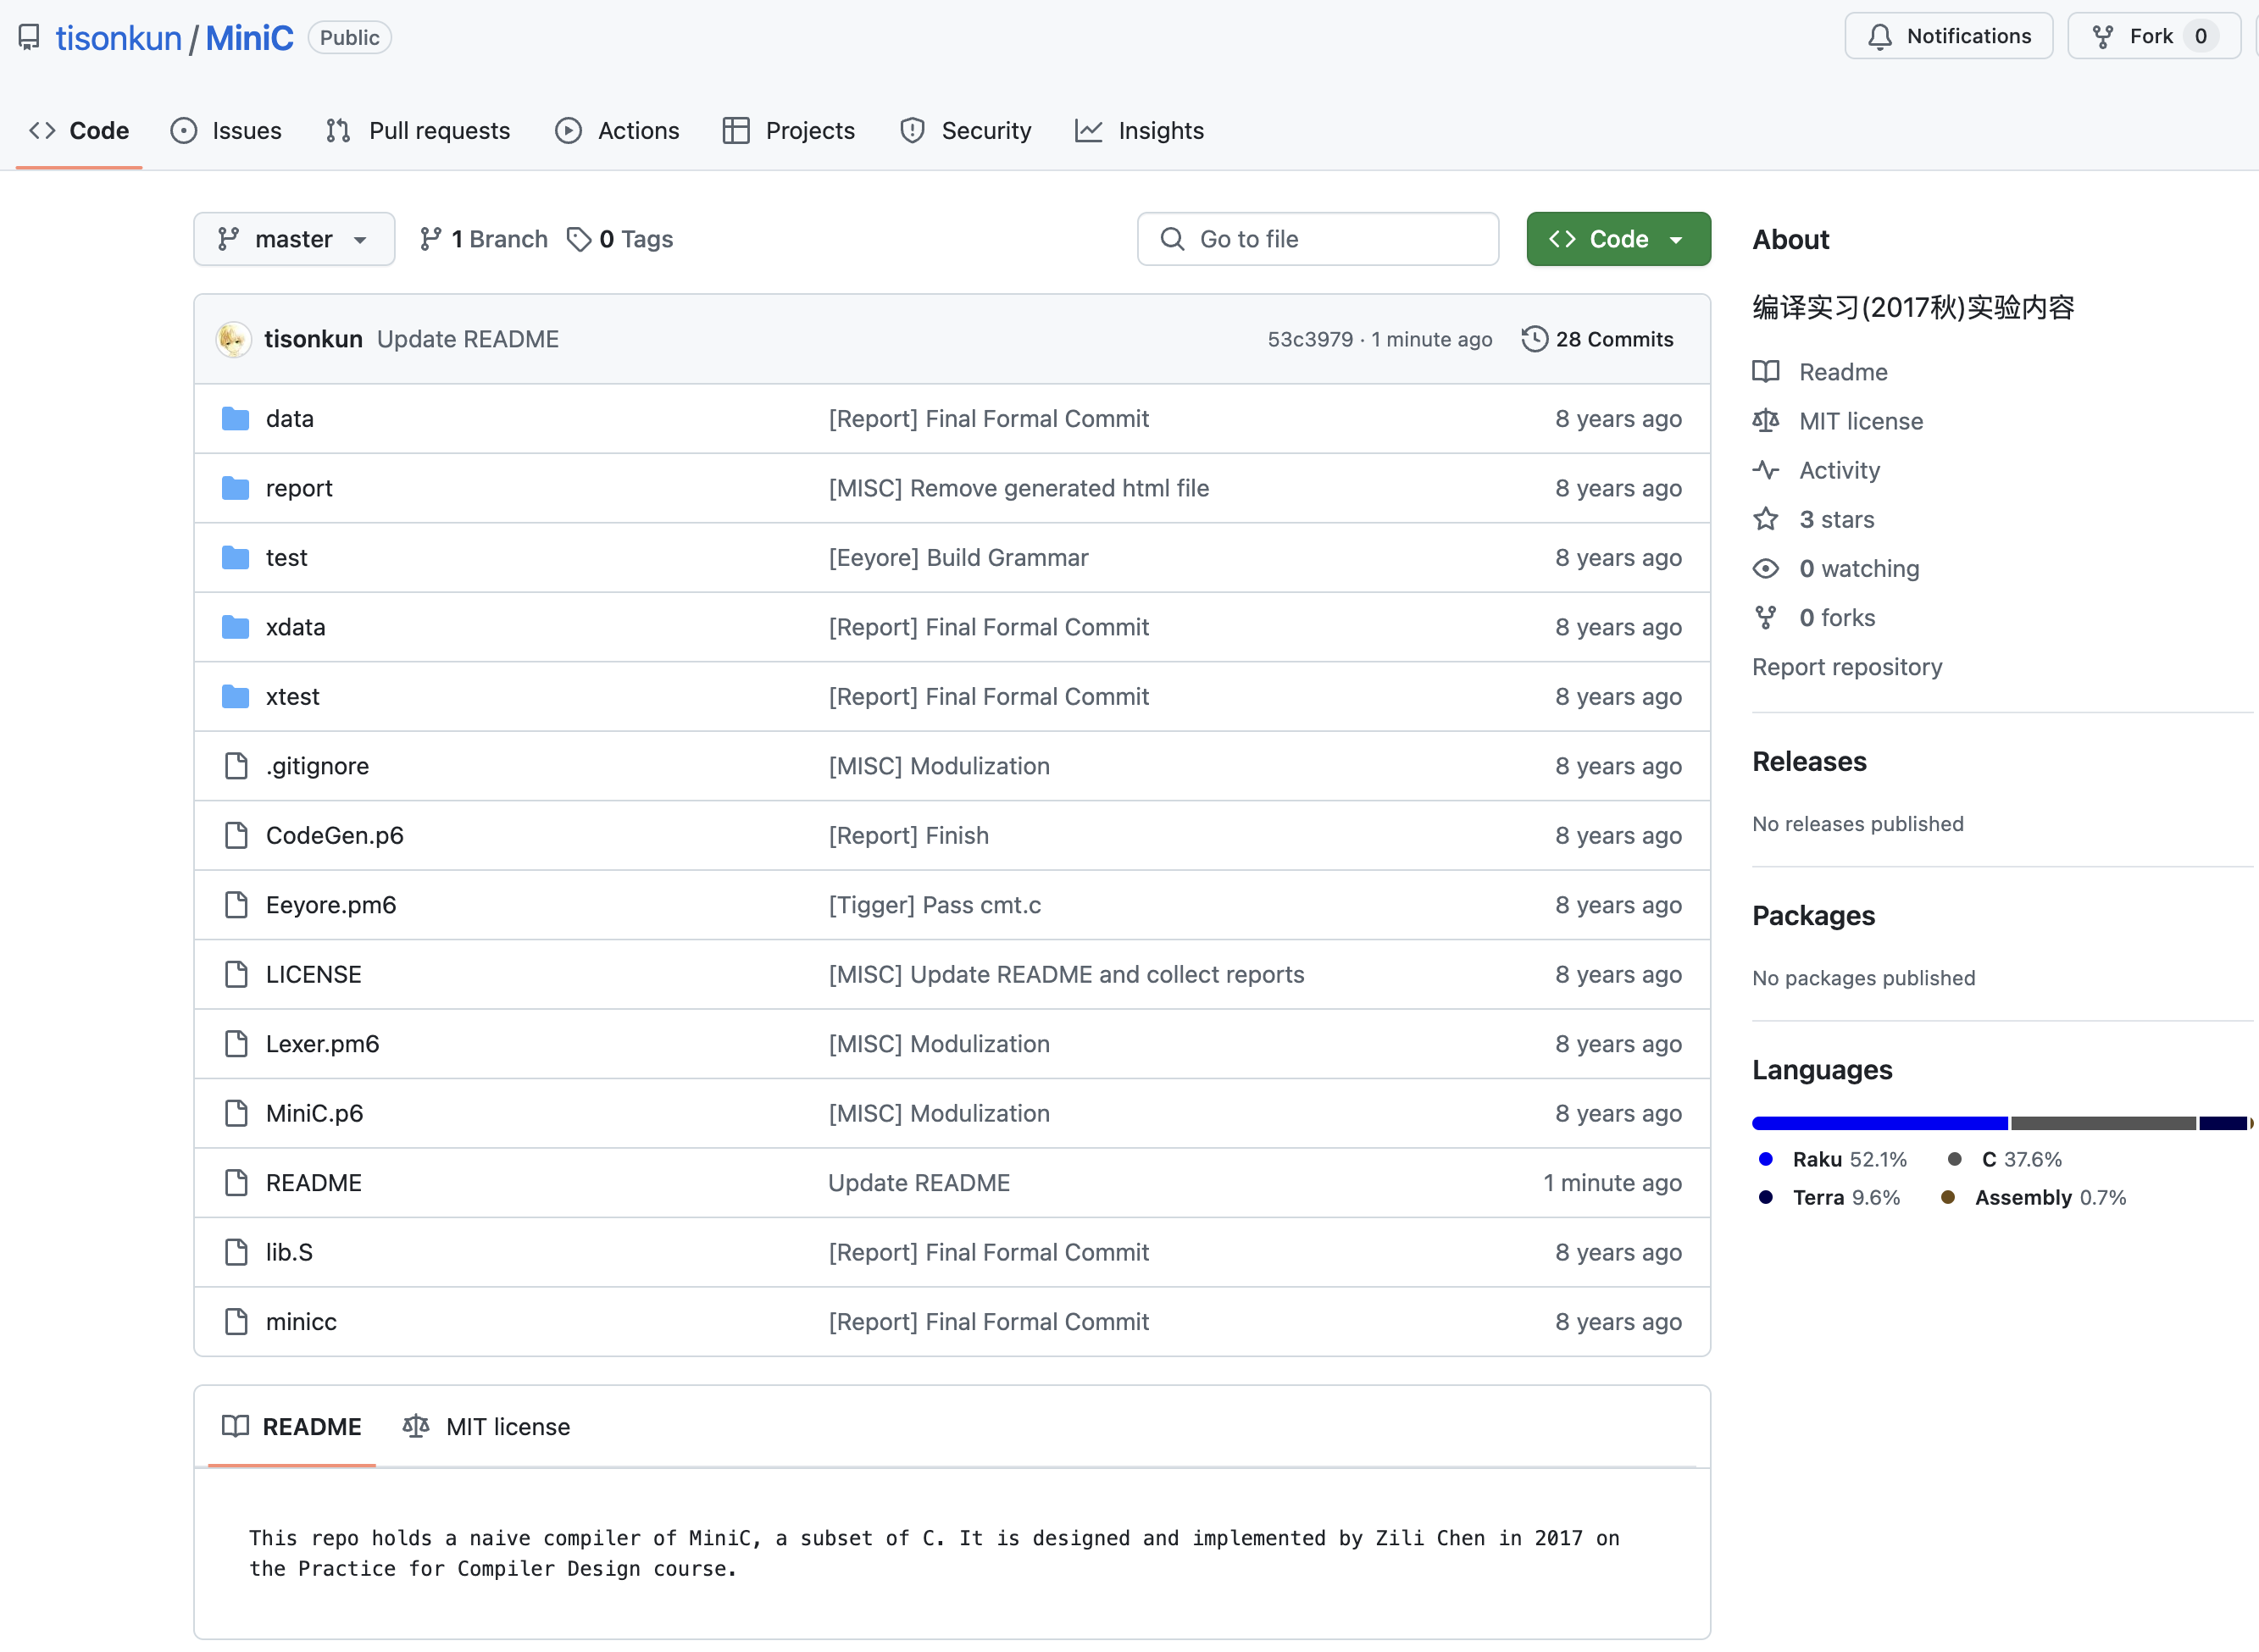 tisonkun / MiniC Public
Notifications
Fork 0
Code Issues Pull requests Actions Projects Security Insights
master 1 Branch 0 Tags Go to file Code
tisonkun Update README 53c3979 · 1 minute ago 28 Commits
data [Report] Final Formal Commit 8 years ago
report [MISC] Remove generated html file 8 years ago
test [Eeyore] Build Grammar 8 years ago
xdata [Report] Final Formal Commit 8 years ago
xtest [Report] Final Formal Commit 8 years ago
.gitignore [MISC] Modulization 8 years ago
CodeGen.p6 [Report] Finish 8 years ago
Eeyore.pm6 [Tigger] Pass cmt.c 8 years ago
LICENSE [MISC] Update README and collect reports 8 years ago
Lexer.pm6 [MISC] Modulization 8 years ago
MiniC.p6 [MISC] Modulization 8 years ago
README Update README 1 minute ago
lib.S [Report] Final Formal Commit 8 years ago
minicc [Report] Final Formal Commit 8 years ago
README MIT license
This repo holds a naive compiler of MiniC, a subset of C. It is designed and implemented by Zili Chen in 2017 on
the Practice for Compiler Design course.
About
编译实习(2017秋)实验内容
Readme
MIT license
Activity
3 stars
0 watching
0 forks
Report repository
Releases
No releases published
Packages
No packages published
Languages
Raku 52.1% C 37.6%
Terra 9.6% Assembly 0.7%